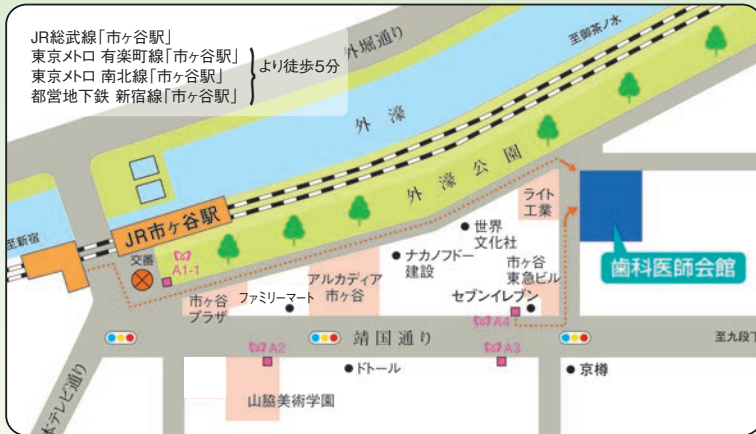 JR総武線「市ヶ谷駅」
東京メトロ 有楽町線「市ヶ谷駅」
東京メトロ 南北線「市ヶ谷駅」
都営地下鉄 新宿線「市ヶ谷駅」
より徒歩5分
外堀通り
至御茶ノ水
外濠
外濠公園
ライト
工業
JR市ヶ谷駅
至新宿
交番
A1-1
世界
文化社
ナカノフドー
建設
市ヶ谷
東急ビル
歯科医師会館
アルカディア
市ヶ谷
市ヶ谷
プラザ
ファミリーマート
セブンイレブン
A4
靖国通り
至九段下
A2
A3
ドトール
京樽
山脇美術学園
本テレビ通り